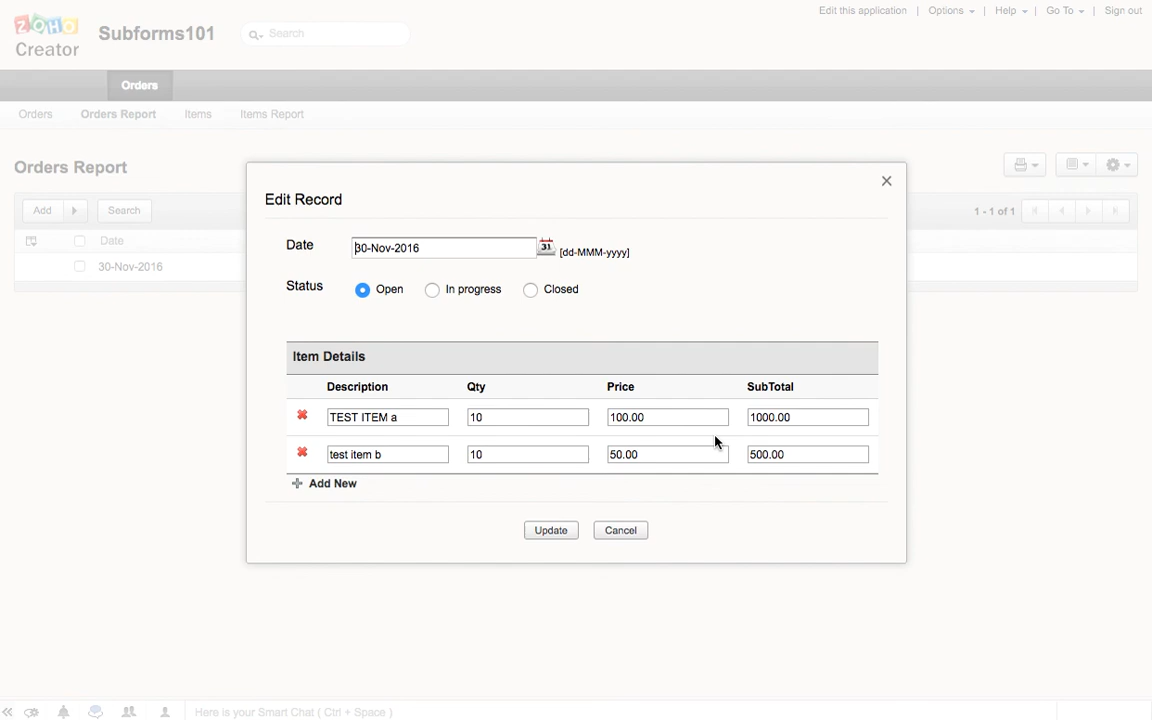 Edit this application | Options | Help | Go To | Sign out
ZOHO
Creator
Subforms101
Search
Orders
Orders Orders Report Items Items Report
Orders Report
Add Search 1 - 1 of 1
Date
30-Nov-2016
Edit Record
Date 30-Nov-2016 31 [dd-MMM-yyyy]
Status Open In progress Closed
Item Details
Description Qty Price SubTotal
TEST ITEM a 10 100.00 1000.00
test item b 10 50.00 500.00
Add New
Update Cancel
Here is your Smart Chat ( Ctrl + Space )